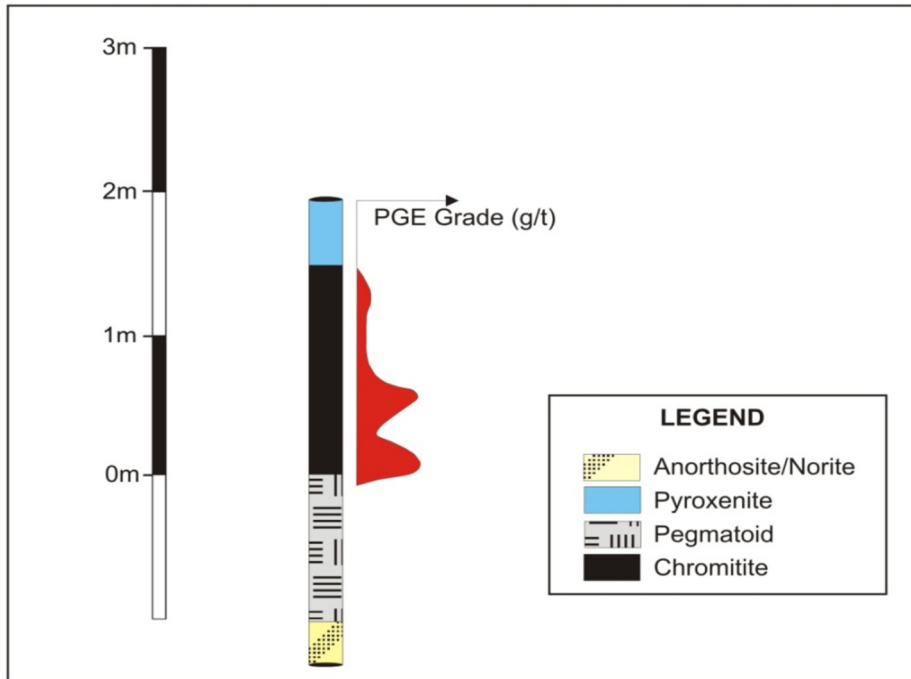 3m
2m
PGE Grade (g/t)
1m
0m
LEGEND
Anorthosite/Norite
Pyroxenite
Pegmatoid
Chromitite